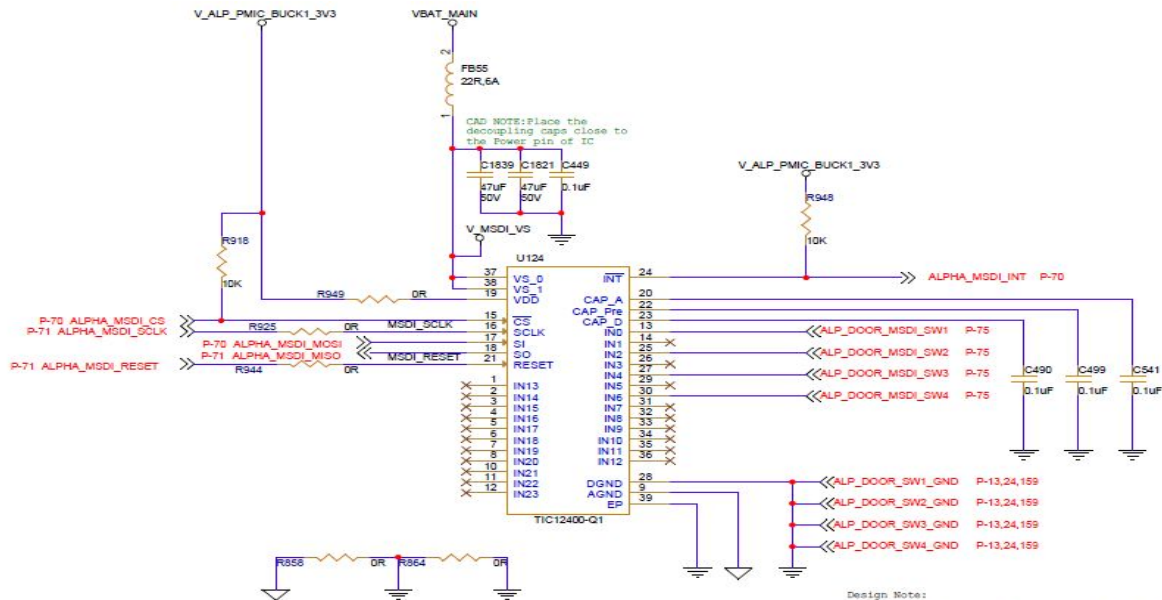 V_ALP_PMIC_BUCK1_3V3
VBAT_MAIN
2
FB55
22R,6A
1
CAD NOTE:Place the
decoupling caps close to
the Power pin of IC
C1839
C1821
C449
47uF
47uF
0.1uF
50V
50V
V_ALP_PMIC_BUCK1_3V3
R948
10K
V_MSDI_VS
R918
10K
U124
37 VS_0
38 VS_1
19 VDD
R949 0R
INT 24
ALPHA_MSDI_INT P-70
CAP_A 20
CAP_Pre 22
CAP_D 23
P-70 ALPHA_MSDI_CS
15 CS
P-71 ALPHA_MSDI_SCLK
R925 0R
MSDI_SCLK
16 SCLK
P-70 ALPHA_MSDI_MOSI
17 SI
P-71 ALPHA_MSDI_MISO
18 SO
P-71 ALPHA_MSDI_RESET
R944 0R
MSDI_RESET
21 RESET
IN0 13
ALP_DOOR_MSDI_SW1 P-75
IN1 14
IN2 25
ALP_DOOR_MSDI_SW2 P-75
IN3 26
IN4 27
ALP_DOOR_MSDI_SW3 P-75
IN5 29
IN6 30
ALP_DOOR_MSDI_SW4 P-75
IN7 31
IN8 32
IN9 33
IN10 34
IN11 35
IN12 36
C490
0.1uF
C499
0.1uF
C541
0.1uF
1 IN13
2 IN14
3 IN15
4 IN16
5 IN17
6 IN18
7 IN19
8 IN20
10 IN21
11 IN22
12 IN23
DGND 28
AGND 9
EP 39
ALP_DOOR_SW1_GND P-13,24,159
ALP_DOOR_SW2_GND P-13,24,159
ALP_DOOR_SW3_GND P-13,24,159
ALP_DOOR_SW4_GND P-13,24,159
TIC12400-Q1
R858 0R
R864 0R
Design Note: